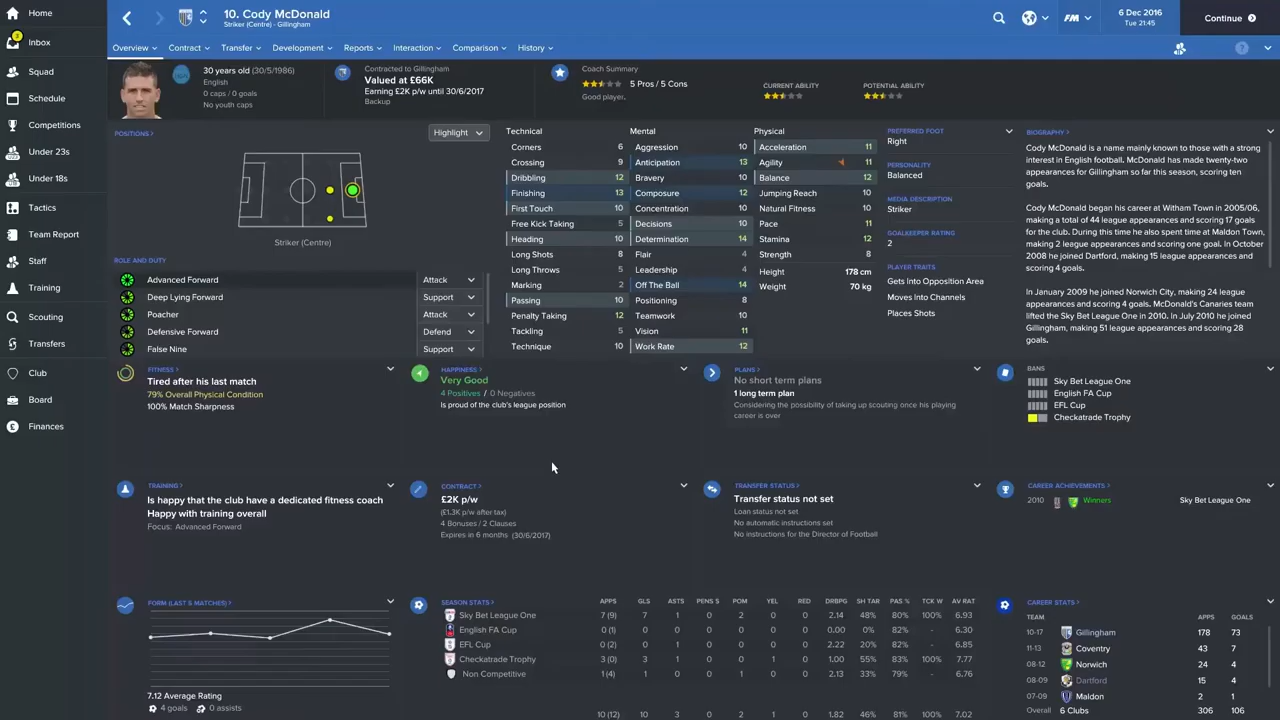 Home
3
Inbox
Squad
Schedule
Competitions
Under 23s
Under 18s
Tactics
Team Report
Staff
Training
Scouting
Transfers
Club
Board
Finances
10. Cody McDonald
Striker (Centre) - Gillingham
FM
6 Dec 2016
Tue 21:45
Continue
Overview
Contract
Transfer
Development
Reports
Interaction
Comparison
History
?
30 years old (30/5/1986)
English
0 caps / 0 goals
No youth caps
Contracted to Gillingham
Valued at £66K
Earning £2K p/w until 30/6/2017
Backup
Coach Summary
5 Pros / 5 Cons
Good player.
CURRENT ABILITY
POTENTIAL ABILITY
POSITIONS
Highlight
Striker (Centre)
ROLE AND DUTY
Advanced Forward Attack
Deep Lying Forward Support
Poacher Attack
Defensive Forward Defend
False Nine Support
Technical
Corners 6
Crossing 9
Dribbling 12
Finishing 13
First Touch 10
Free Kick Taking 5
Heading 10
Long Shots 8
Long Throws 5
Marking 2
Passing 10
Penalty Taking 12
Tackling 5
Technique 10
Mental
Aggression 10
Anticipation 13
Bravery 10
Composure 12
Concentration 10
Decisions 10
Determination 14
Flair 4
Leadership 4
Off The Ball 14
Positioning 8
Teamwork 10
Vision 11
Work Rate 12
Physical
Acceleration 11
Agility 11
Balance 12
Jumping Reach 10
Natural Fitness 10
Pace 11
Stamina 12
Strength 8
Height 178 cm
Weight 70 kg
PREFERRED FOOT
Right
PERSONALITY
Balanced
MEDIA DESCRIPTION
Striker
GOALKEEPER RATING
2
PLAYER TRAITS
Gets Into Opposition Area
Moves Into Channels
Places Shots
BIOGRAPHY
Cody McDonald is a name mainly known to those with a strong
interest in English football. McDonald has made twenty-two
appearances for Gillingham so far this season, scoring ten
goals.
Cody McDonald began his career at Witham Town in 2005/06,
making a total of 44 league appearances and scoring 17 goals
for the club. During this time he also spent time at Maldon Town,
making 2 league appearances and scoring one goal. In October
2008 he joined Dartford, making 15 league appearances and
scoring 4 goals.
In January 2009 he joined Norwich City, making 24 league
appearances and scoring 4 goals. McDonald's Canaries team
lifted the Sky Bet League One in 2010. In July 2010 he joined
Gillingham, making 51 league appearances and scoring 28
goals.
FITNESS
Tired after his last match
79% Overall Physical Condition
100% Match Sharpness
HAPPINESS
Very Good
4 Positives / 0 Negatives
Is proud of the club's league position
PLANS
No short term plans
1 long term plan
Considering the possibility of taking up scouting once his playing
career is over
BANS
Sky Bet League One
English FA Cup
EFL Cup
Checkatrade Trophy
TRAINING
Is happy that the club have a dedicated fitness coach
Happy with training overall
Focus: Advanced Forward
CONTRACT
£2K p/w
(£1.3K p/w after tax)
4 Bonuses / 2 Clauses
Expires in 6 months (30/6/2017)
TRANSFER STATUS
Transfer status not set
Loan status not set
No automatic instructions set
No instructions for the Director of Football
CAREER ACHIEVEMENTS
2010 Winners Sky Bet League One
FORM (LAST 5 MATCHES)
7.12 Average Rating
4 goals 0 assists
SEASON STATS APPS GLS ASTS PENS S POM YEL RED DRBPG SH TAR PAS % TCK W AV RAT
Sky Bet League One 7 (9) 7 1 0 2 0 0 2.14 48% 80% 100% 6.93
English FA Cup 0 (1) 0 0 0 0 0 0 0.00 0% 82% - 6.30
EFL Cup 0 (2) 0 1 0 0 0 0 2.22 20% 82% - 6.85
Checkatrade Trophy 3 (0) 3 1 0 0 1 0 1.00 55% 83% 100% 7.77
Non Competitive 1 (4) 1 0 0 1 0 0 2.13 33% 79% - 6.76
10 (12) 10 3 0 2 1 0 1.82 46% 81% 100% 7.02
CAREER STATS
TEAM APPS GOALS
10-17 Gillingham 178 73
11-13 Coventry 43 7
08-12 Norwich 24 4
08-09 Dartford 15 4
07-09 Maldon 2 1
Overall 6 Clubs 306 106